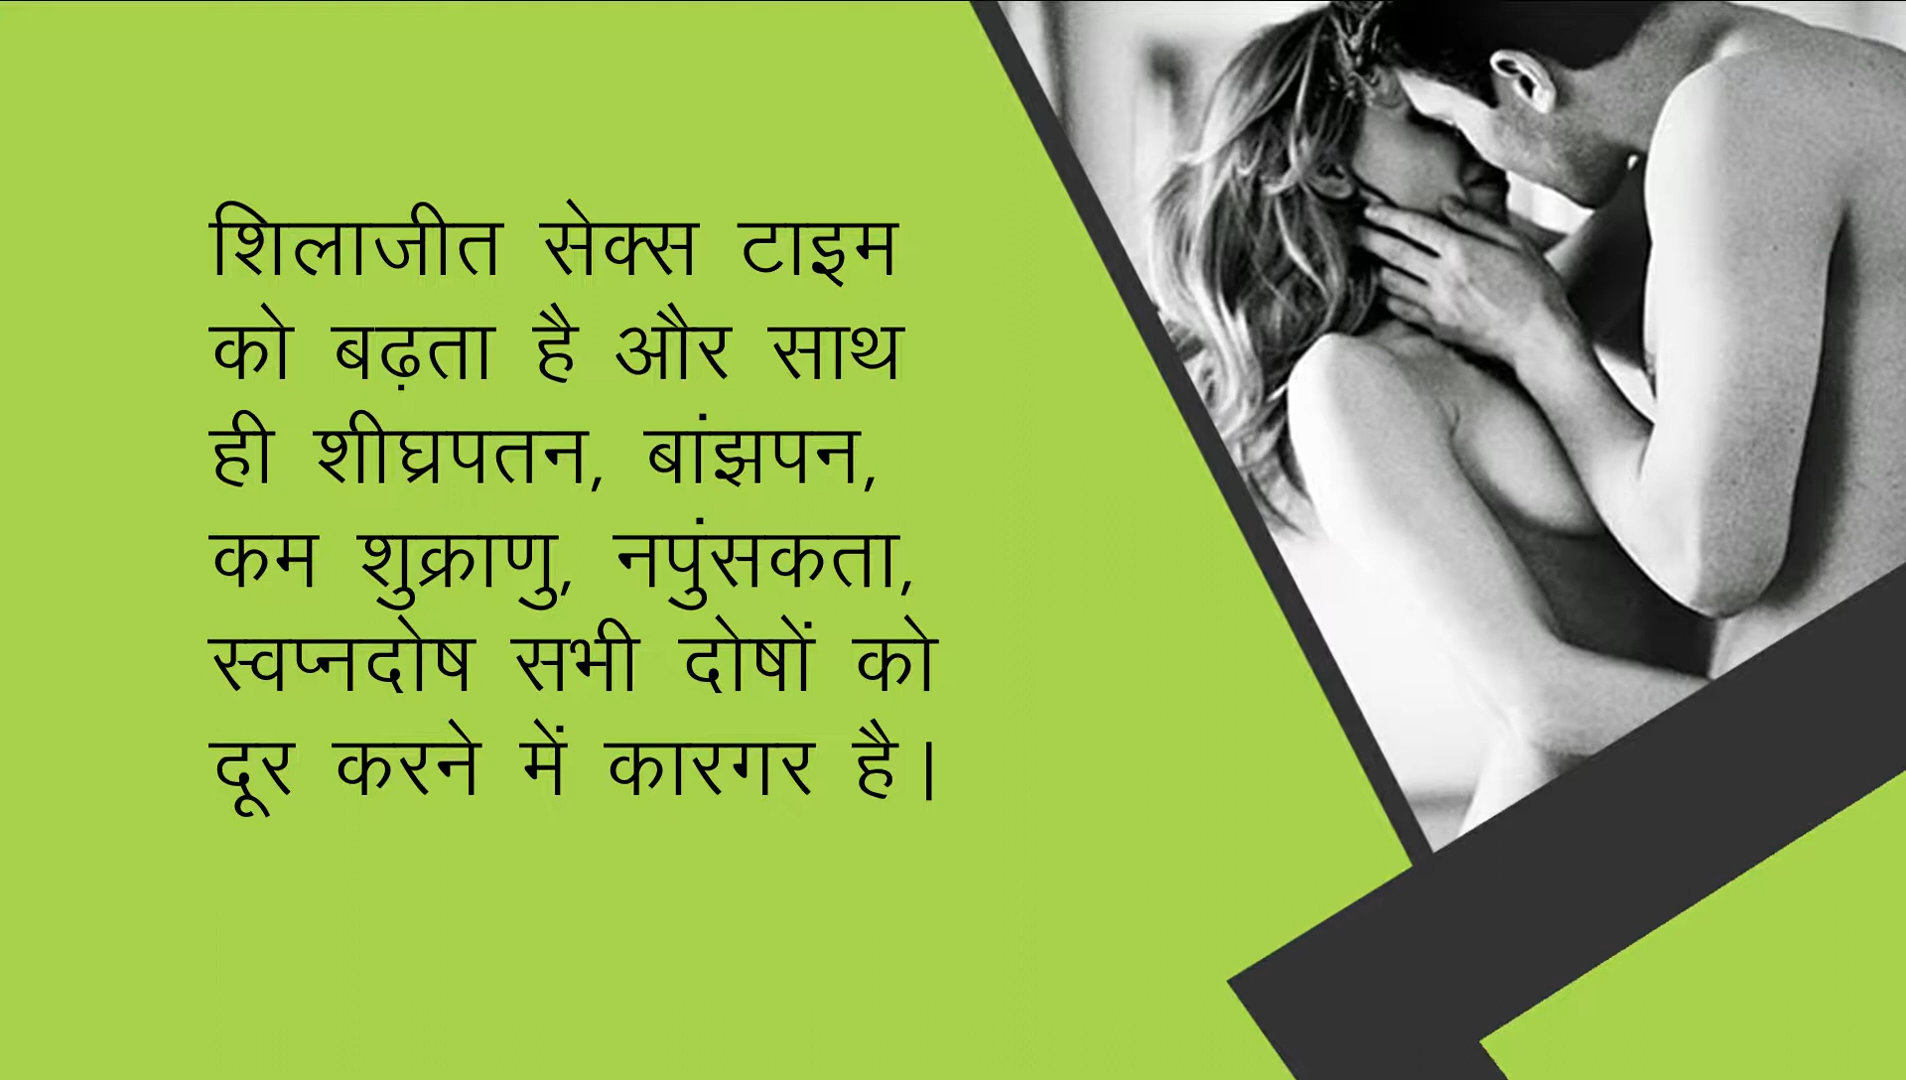 शिलाजीत सेक्स टाइम
को बढ़ता है और साथ
ही शीघ्रपतन, बांझपन,
कम शुक्राणु, नपुंसकता,
स्वप्नदोष सभी दोषों को
दूर करने में कारगर है।